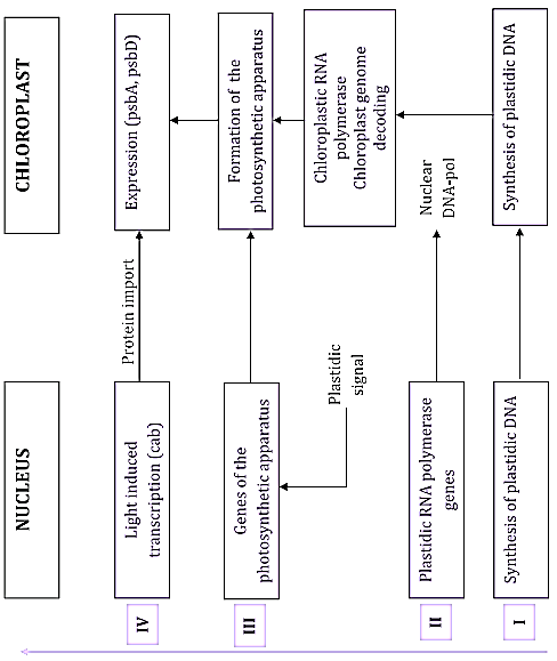 NUCLEUS
CHLOROPLAST
IV
Light induced
transcription (cab)
Protein import
Expression (psbA, psbD)
III
Genes of the
photosynthetic apparatus
Formation of the
photosynthetic apparatus
Plastidic
signal
Chloroplastic RNA
polymerase
Chloroplast genome
decoding
II
Plastidic RNA polymerase
genes
Nuclear
DNA-pol
I
Synthesis of plastidic DNA
Synthesis of plastidic DNA